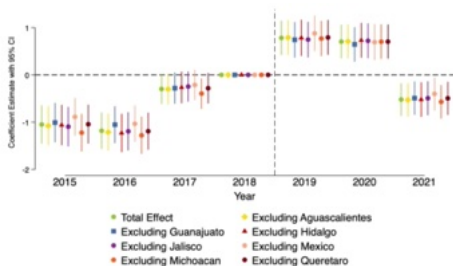 Coefficient Estimate with 95% CI
1
0
-1
-2
2015 2016 2017 2018 2019 2020 2021
Year
Total Effect Excluding Aguascalientes
Excluding Guanajuato Excluding Hidalgo
Excluding Jalisco Excluding Mexico
Excluding Michoacan Excluding Queretaro